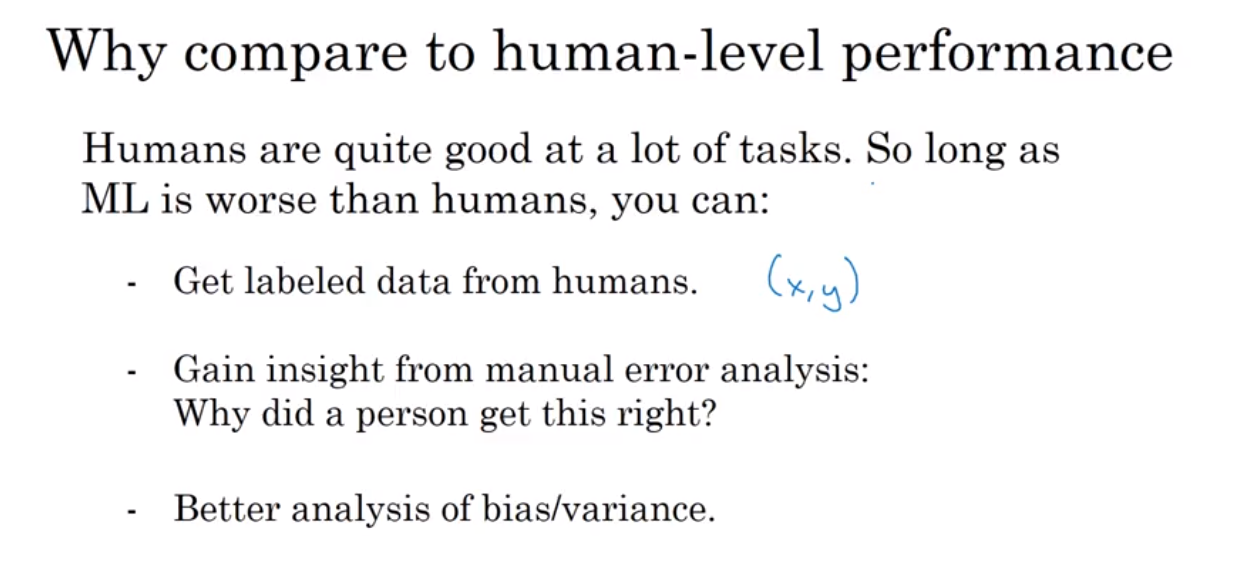 Why compare to human-level performance
Humans are quite good at a lot of tasks. So long as
ML is worse than humans, you can:
- Get labeled data from humans. (x,y)
- Gain insight from manual error analysis:
Why did a person get this right?
- Better analysis of bias/variance.